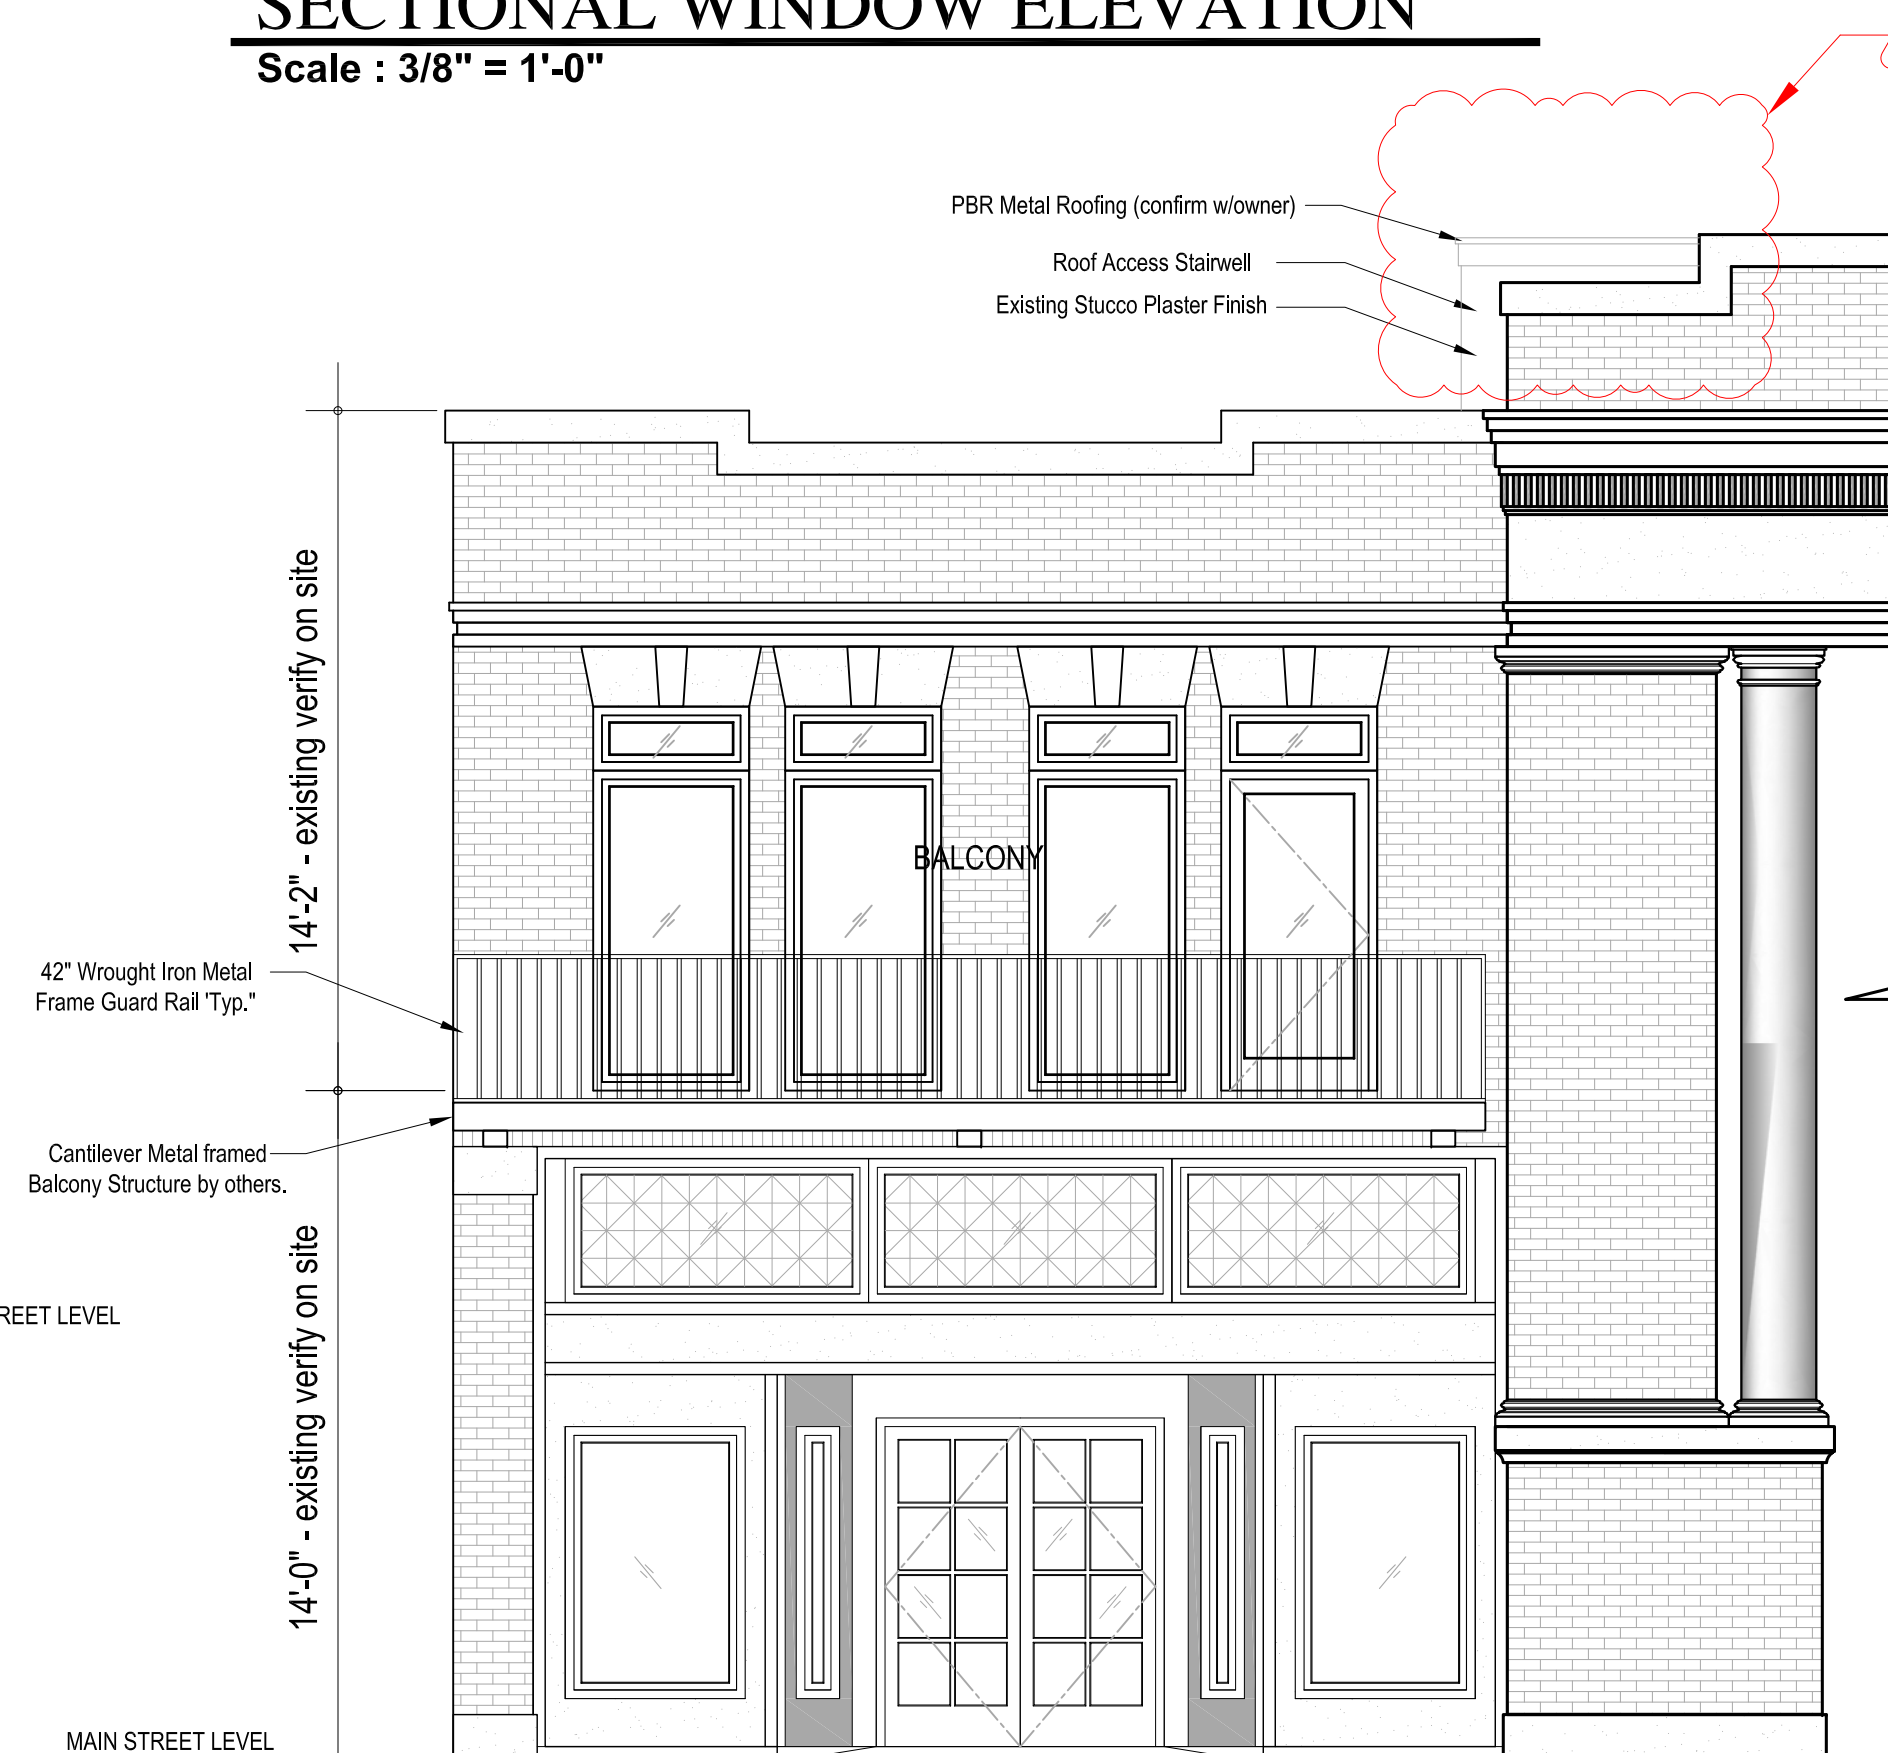 SECTIONAL WINDOW ELEVATION
Scale : 3/8" = 1'-0"
PBR Metal Roofing (confirm w/owner)
Roof Access Stairwell
Existing Stucco Plaster Finish
14'-2" - existing verify on site
BALCONY
42" Wrought Iron Metal
Frame Guard Rail 'Typ."
Cantilever Metal framed
Balcony Structure by others.
14'-0" - existing verify on site
REET LEVEL
MAIN STREET LEVEL